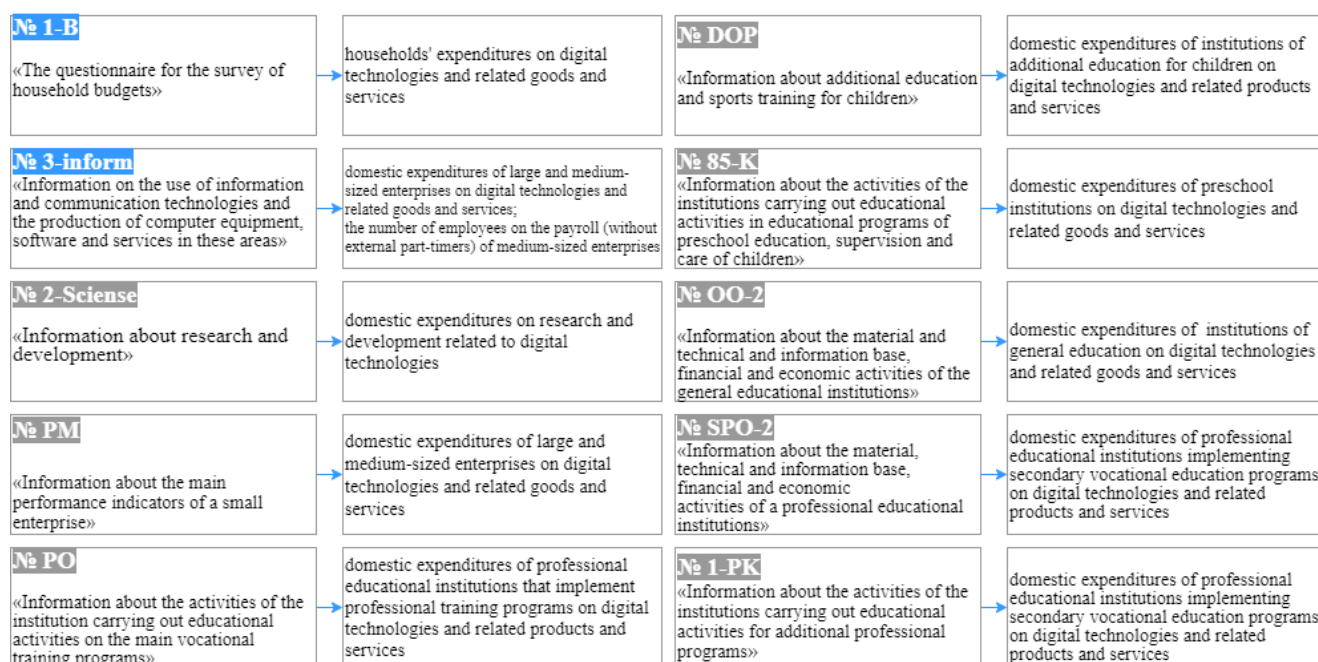 № 1-B
«The questionnaire for the survey of
household budgets»
households' expenditures on digital
technologies and related goods and
services
№ DOP
«Information about additional education
and sports training for children»
domestic expenditures of institutions of
additional education for children on
digital technologies and related products
and services
№ 3-inform
«Information on the use of information
and communication technologies and
the production of computer equipment,
software and services in these areas»
domestic expenditures of large and medium-
sized enterprises on digital technologies and
related goods and services;
the number of employees on the payroll (without
external part-timers) of medium-sized enterprises
№ 85-K
«Information about the activities of the
institutions carrying out educational
activities in educational programs of
preschool education, supervision and
care of children»
domestic expenditures of preschool
institutions on digital technologies and
related goods and services
№ 2-Sciense
«Information about research and
development»
domestic expenditures on research and
development related to digital
technologies
№ OO-2
«Information about the material and
technical and information base,
financial and economic activities of the
general educational institutions»
domestic expenditures of institutions of
general education on digital technologies
and related goods and services
№ PM
«Information about the main
performance indicators of a small
enterprise»
domestic expenditures of large and
medium-sized enterprises on digital
technologies and related goods and
services
№ SPO-2
«Information about the material,
technical and information base,
financial and economic
activities of a professional educational
institutions»
domestic expenditures of professional
educational institutions implementing
secondary vocational education programs
on digital technologies and related
products and services
№ PO
«Information about the activities of the
institution carrying out educational
activities on the main vocational
training programs»
domestic expenditures of professional
educational institutions that implement
professional training programs on digital
technologies and related products and
services
№ 1-PK
«Information about the activities of the
institutions carrying out educational
activities for additional professional
programs»
domestic expenditures of professional
educational institutions implementing
secondary vocational education programs
on digital technologies and related
products and services